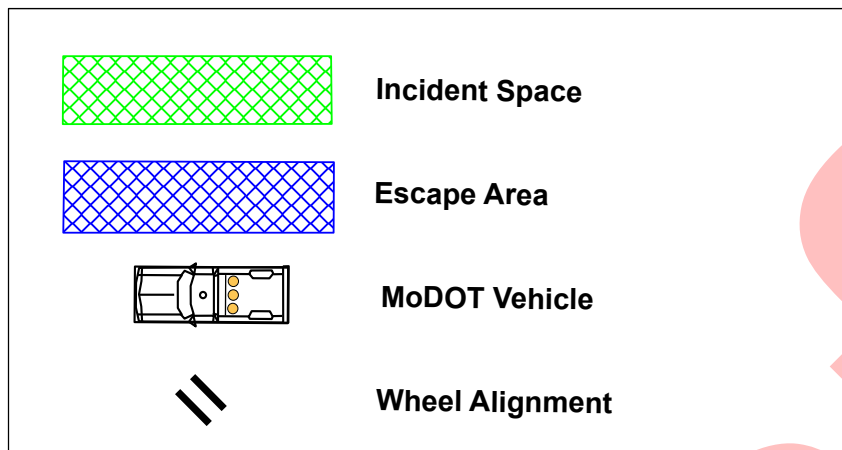 Incident Space
Escape Area
MoDOT Vehicle
Wheel Alignment